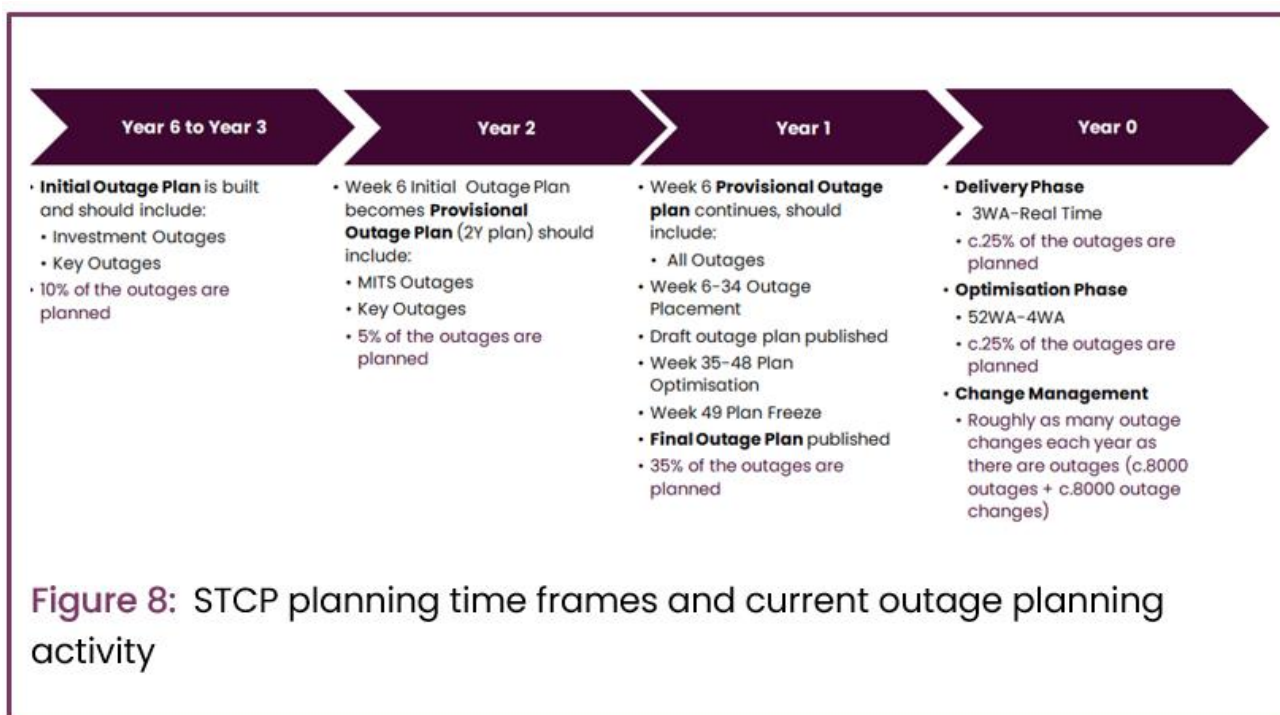 Year 6 to Year 3
• Initial Outage Plan is built
and should include:
• Investment Outages
• Key Outages
• 10% of the outages are
planned
Year 2
• Week 6 Initial Outage Plan
becomes Provisional
Outage Plan (2Y plan) should
include:
• MITS Outages
• Key Outages
• 5% of the outages are
planned
Year 1
• Week 6 Provisional Outage
plan continues, should
include:
• All Outages
• Week 6-34 Outage
Placement
• Draft outage plan published
• Week 35-48 Plan
Optimisation
• Week 49 Plan Freeze
• Final Outage Plan published
• 35% of the outages are
planned
Year 0
• Delivery Phase
• 3WA-Real Time
• c.25% of the outages are
planned
• Optimisation Phase
• 52WA-4WA
• c.25% of the outages are
planned
• Change Management
• Roughly as many outage
changes each year as
there are outages (c.8000
outages + c.8000 outage
changes)
Figure 8: STCP planning time frames and current outage planning
activity